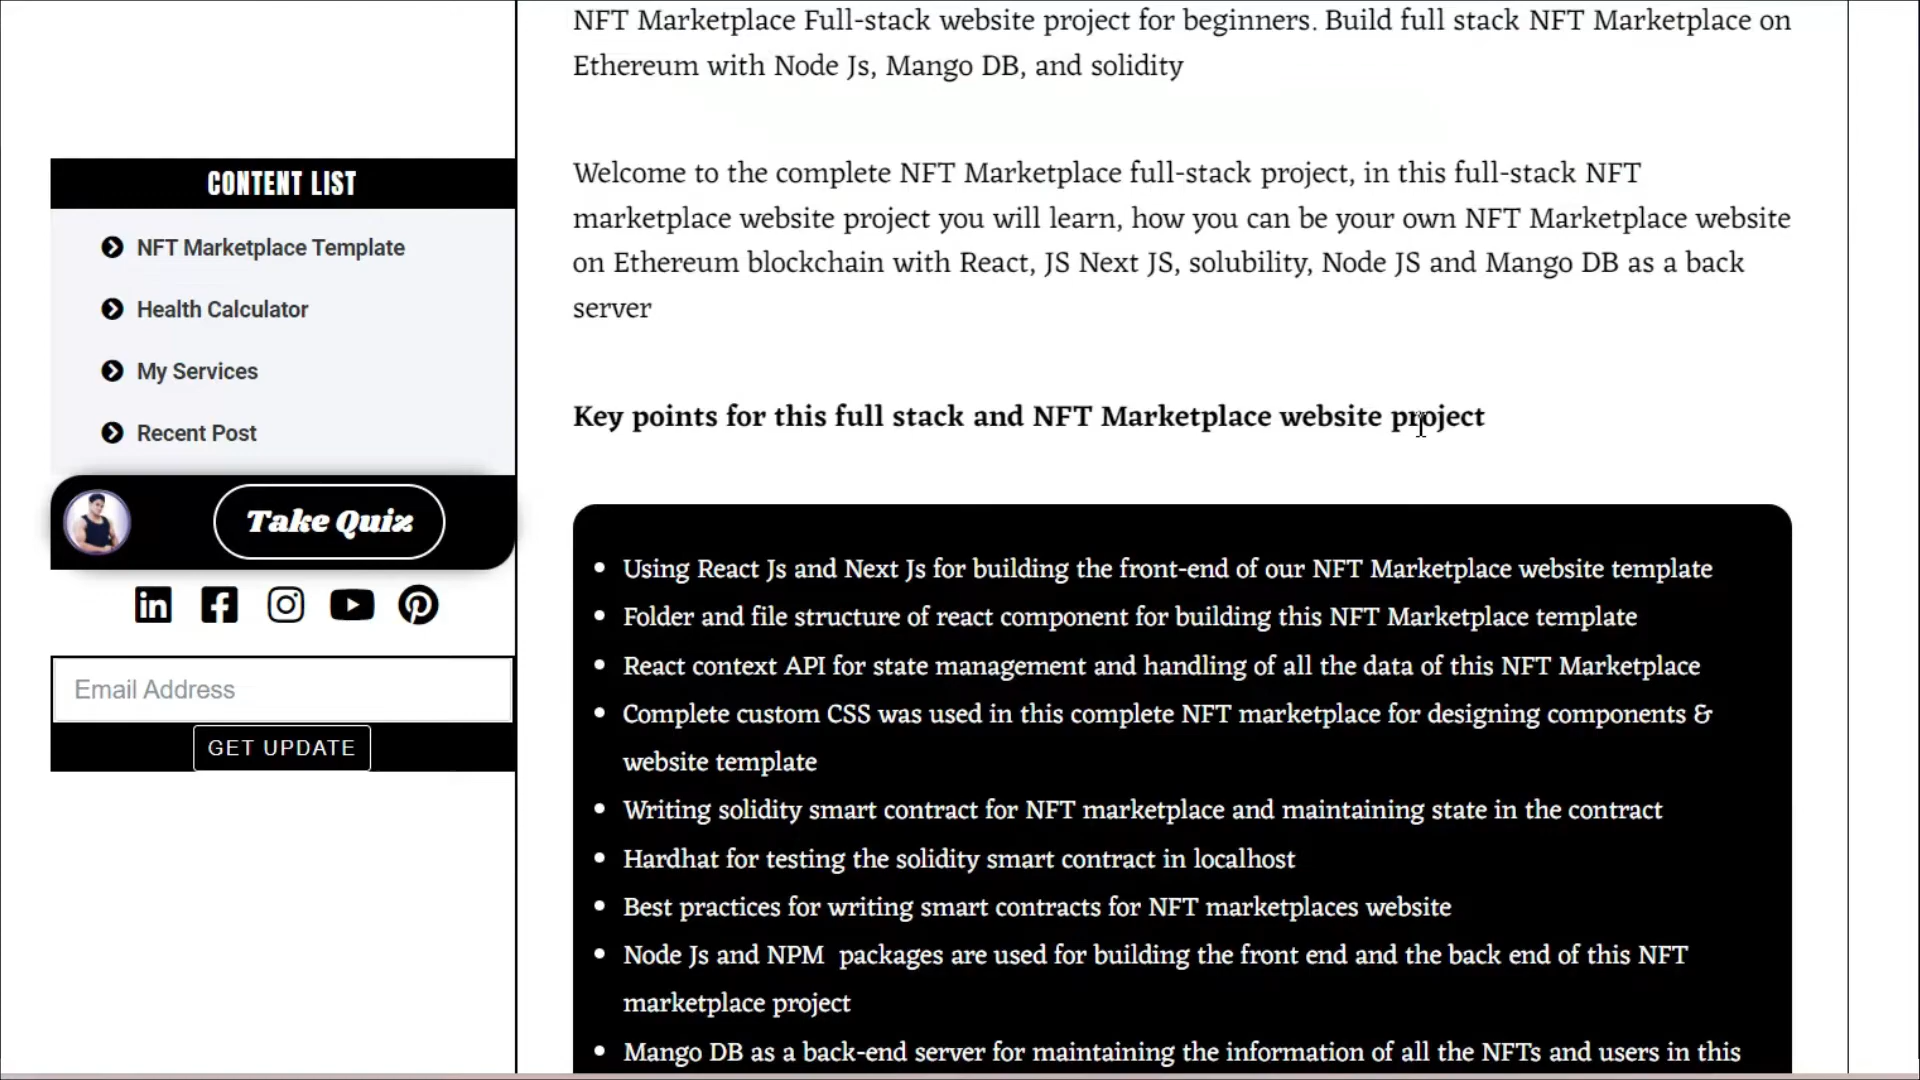 NFT Marketplace Full-stack website project for beginners. Build full stack NFT Marketplace on
Ethereum with Node Js, Mango DB, and solidity
Welcome to the complete NFT Marketplace full-stack project, in this full-stack NFT
marketplace website project you will learn, how you can be your own NFT Marketplace website
on Ethereum blockchain with React, JS Next JS, solubility, Node JS and Mango DB as a back
server
Key points for this full stack and NFT Marketplace website project
Using React Js and Next Js for building the front-end of our NFT Marketplace website template
Folder and file structure of react component for building this NFT Marketplace template
React context API for state management and handling of all the data of this NFT Marketplace
Complete custom CSS was used in this complete NFT marketplace for designing components &
website template
Writing solidity smart contract for NFT marketplace and maintaining state in the contract
Hardhat for testing the solidity smart contract in localhost
Best practices for writing smart contracts for NFT marketplaces website
Node Js and NPM packages are used for building the front end and the back end of this NFT
marketplace project
Mango DB as a back-end server for maintaining the information of all the NFTs and users in this
CONTENT LIST
NFT Marketplace Template
Health Calculator
My Services
Recent Post
Take Quiz
Email Address
GET UPDATE